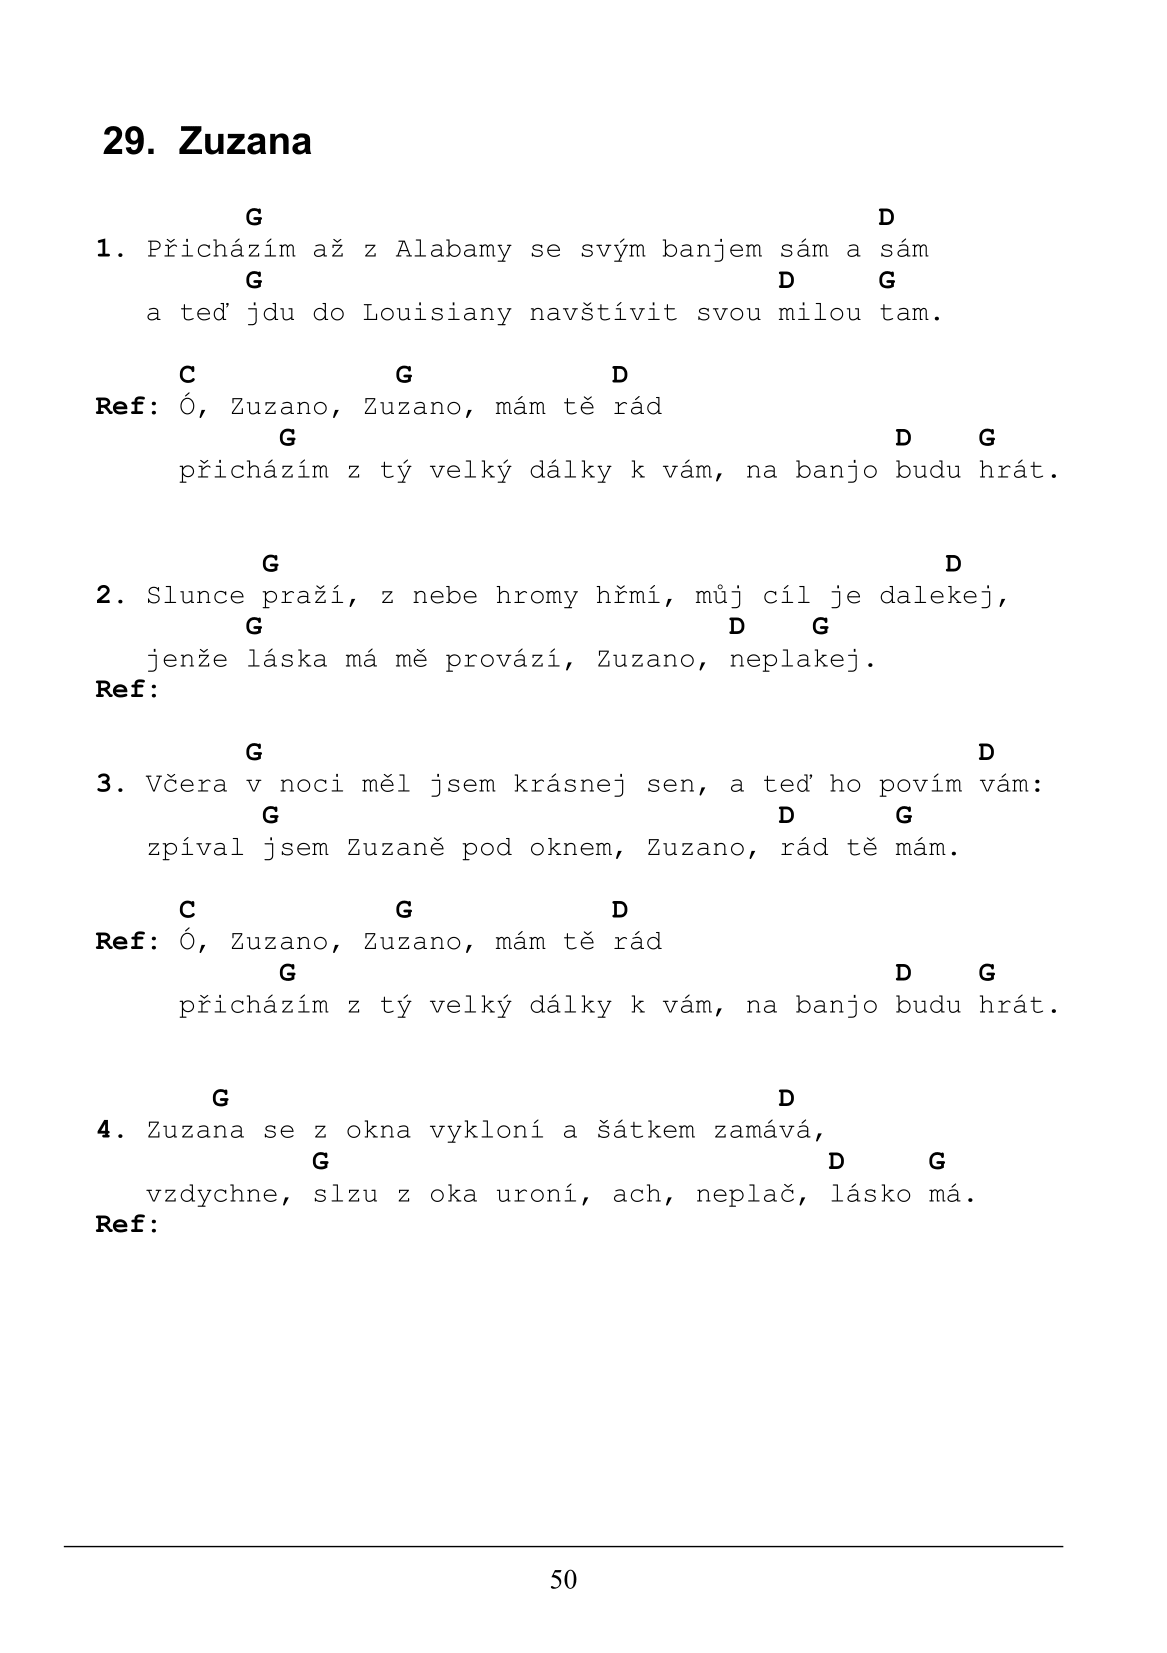 29. Zuzana
G D
1. Přicházím až z Alabamy se svým banjem sám a sám
G D G
a teď jdu do Louisiany navštívit svou milou tam.
C G D
Ref: Ó, Zuzano, Zuzano, mám tě rád
G D G
přicházím z tý velký dálky k vám, na banjo budu hrát.
G D
2. Slunce praží, z nebe hromy hřmí, můj cíl je dalekej,
G D G
jenže láska má mě provází, Zuzano, neplakej.
Ref:
G D
3. Včera v noci měl jsem krásnej sen, a teď ho povím vám:
G D G
zpíval jsem Zuzaně pod oknem, Zuzano, rád tě mám.
C G D
Ref: Ó, Zuzano, Zuzano, mám tě rád
G D G
přicházím z tý velký dálky k vám, na banjo budu hrát.
G D
4. Zuzana se z okna vykloní a šátkem zamává,
G D G
vzdychne, slzu z oka uroní, ach, neplač, lásko má.
Ref:
50